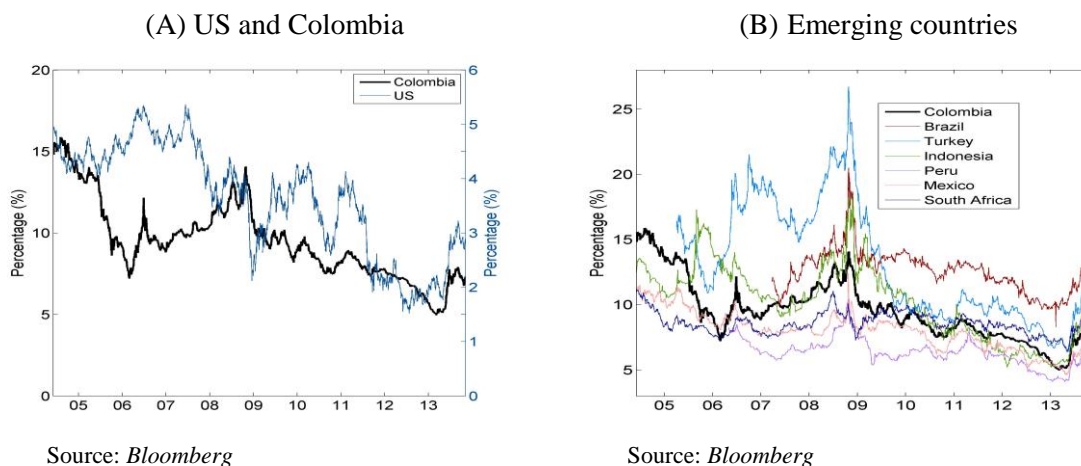 (A) US and Colombia
(B) Emerging countries
20
15
10
5
0
Percentage (%)
05 06 07 08 09 10 11 12 13
6
5
4
3
2
1
0
Percentage (%)
Colombia
US
25
20
15
10
5
Percentage (%)
05 06 07 08 09 10 11 12 13
Colombia
Brazil
Turkey
Indonesia
Peru
Mexico
South Africa
Source: Bloomberg
Source: Bloomberg